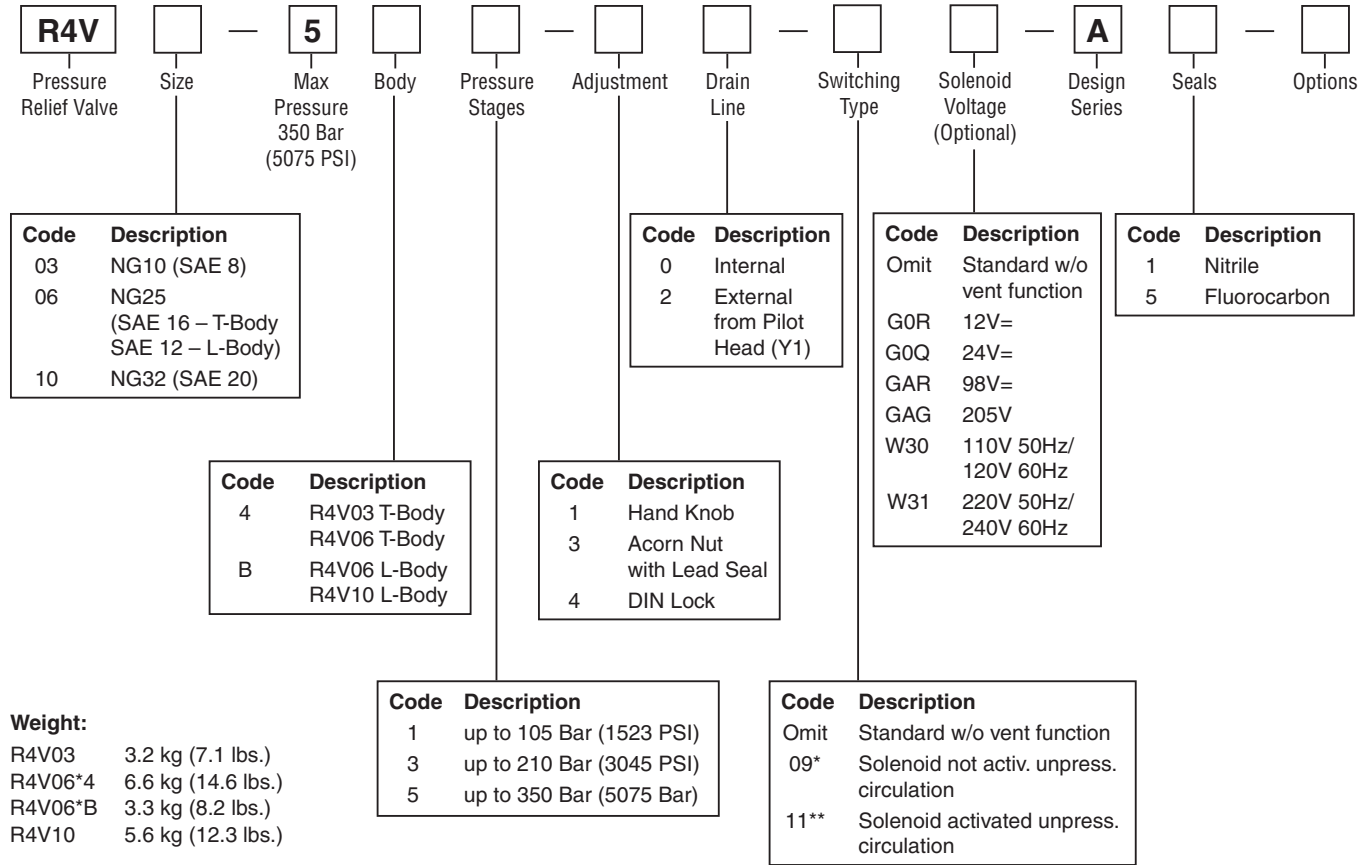 R4V — 5 — — — A —
Pressure Relief Valve
Size
Max Pressure 350 Bar (5075 PSI)
Body
Pressure Stages
Adjustment
Drain Line
Switching Type
Solenoid Voltage (Optional)
Design Series
Seals
Options
Code Description
03 NG10 (SAE 8)
06 NG25
(SAE 16 – T-Body
SAE 12 – L-Body)
10 NG32 (SAE 20)
Code Description
0 Internal
2 External
from Pilot
Head (Y1)
Code Description
Omit Standard w/o
vent function
G0R 12V=
G0Q 24V=
GAR 98V=
GAG 205V
W30 110V 50Hz/
120V 60Hz
W31 220V 50Hz/
240V 60Hz
Code Description
1 Nitrile
5 Fluorocarbon
Code Description
4 R4V03 T-Body
R4V06 T-Body
B R4V06 L-Body
R4V10 L-Body
Code Description
1 Hand Knob
3 Acorn Nut
with Lead Seal
4 DIN Lock
Weight:
R4V03 3.2 kg (7.1 lbs.)
R4V06*4 6.6 kg (14.6 lbs.)
R4V06*B 3.3 kg (8.2 lbs.)
R4V10 5.6 kg (12.3 lbs.)
Code Description
1 up to 105 Bar (1523 PSI)
3 up to 210 Bar (3045 PSI)
5 up to 350 Bar (5075 Bar)
Code Description
Omit Standard w/o vent function
09* Solenoid not activ. unpress.
circulation
11** Solenoid activated unpress.
circulation